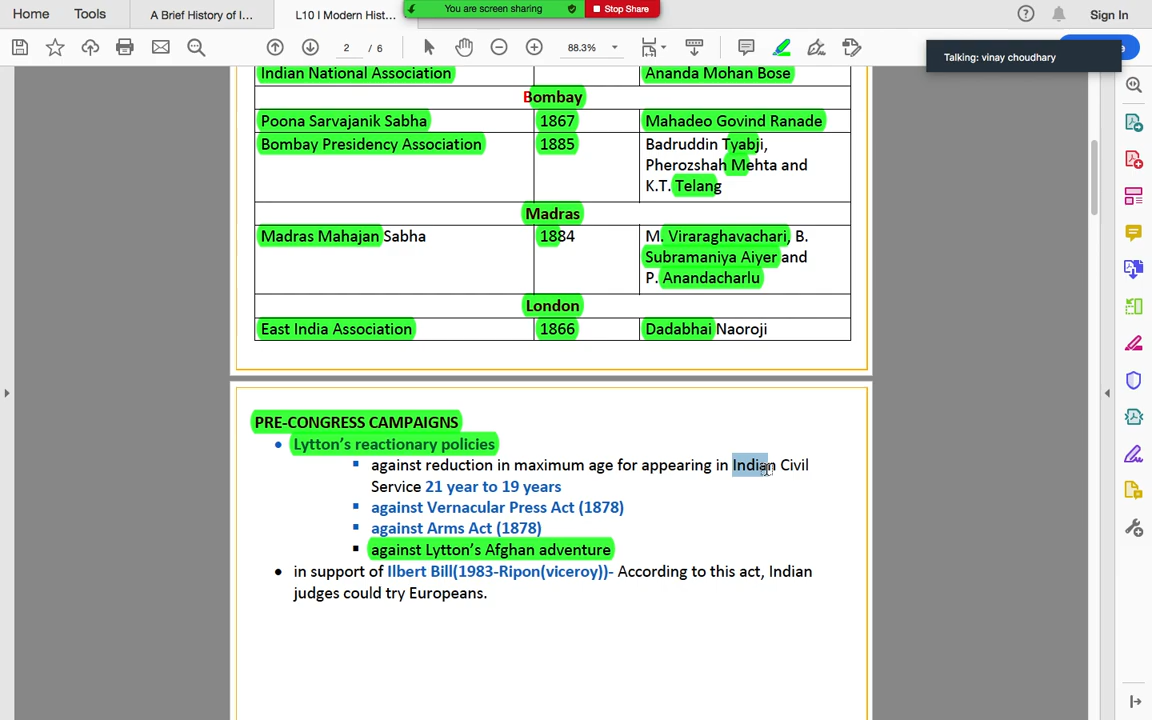 You are screen sharing
Stop Share
Home
Tools
A Brief History of I...
L10 I Modern Hist...
Sign In
2 / 6
88.3%
Talking: vinay choudhary
Indian National Association Ananda Mohan Bose
Bombay
Poona Sarvajanik Sabha 1867 Mahadeo Govind Ranade
Bombay Presidency Association 1885 Badruddin Tyabji,
Pherozshah Mehta and
K.T. Telang
Madras
Madras Mahajan Sabha 1884 M. Viraraghavachari, B.
Subramaniya Aiyer and
P. Anandacharlu
London
East India Association 1866 Dadabhai Naoroji
PRE-CONGRESS CAMPAIGNS
Lytton's reactionary policies
against reduction in maximum age for appearing in Indian Civil
Service 21 year to 19 years
against Vernacular Press Act (1878)
against Arms Act (1878)
against Lytton's Afghan adventure
in support of Ilbert Bill(1983-Ripon(viceroy))- According to this act, Indian
judges could try Europeans.